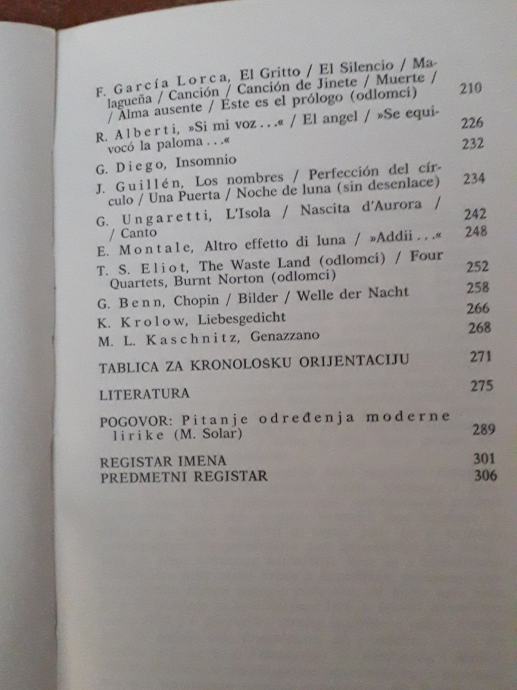 F. García Lorca, El Gritto / El Silencio / Ma-
lagueña / Canción / Canción de Jinete / Muerte /
/ Alma ausente / Este es el prólogo (odlomci) 210
R. Alberti, »Si mi voz ...« / El angel / »Se equi-
vocó la paloma ...« 226
G. Diego, Insomnio 232
J. Guillén, Los nombres / Perfección del cír-
culo / Una Puerta / Noche de luna (sin desenlace) 234
G. Ungaretti, L'Isola / Nascita d'Aurora /
/ Canto 242
E. Montale, Altro effetto di luna / »Addii ...« 248
T. S. Eliot, The Waste Land (odlomci) / Four
Quartets, Burnt Norton (odlomci) 252
G. Benn, Chopin / Bilder / Welle der Nacht 258
K. Krolow, Liebesgedicht 266
M. L. Kaschnitz, Genazzano 268
TABLICA ZA KRONOLOŠKU ORIJENTACIJU 271
LITERATURA 275
POGOVOR: Pitanje određenja moderne
lirike (M. Solar) 289
REGISTAR IMENA 301
PREDMETNI REGISTAR 306